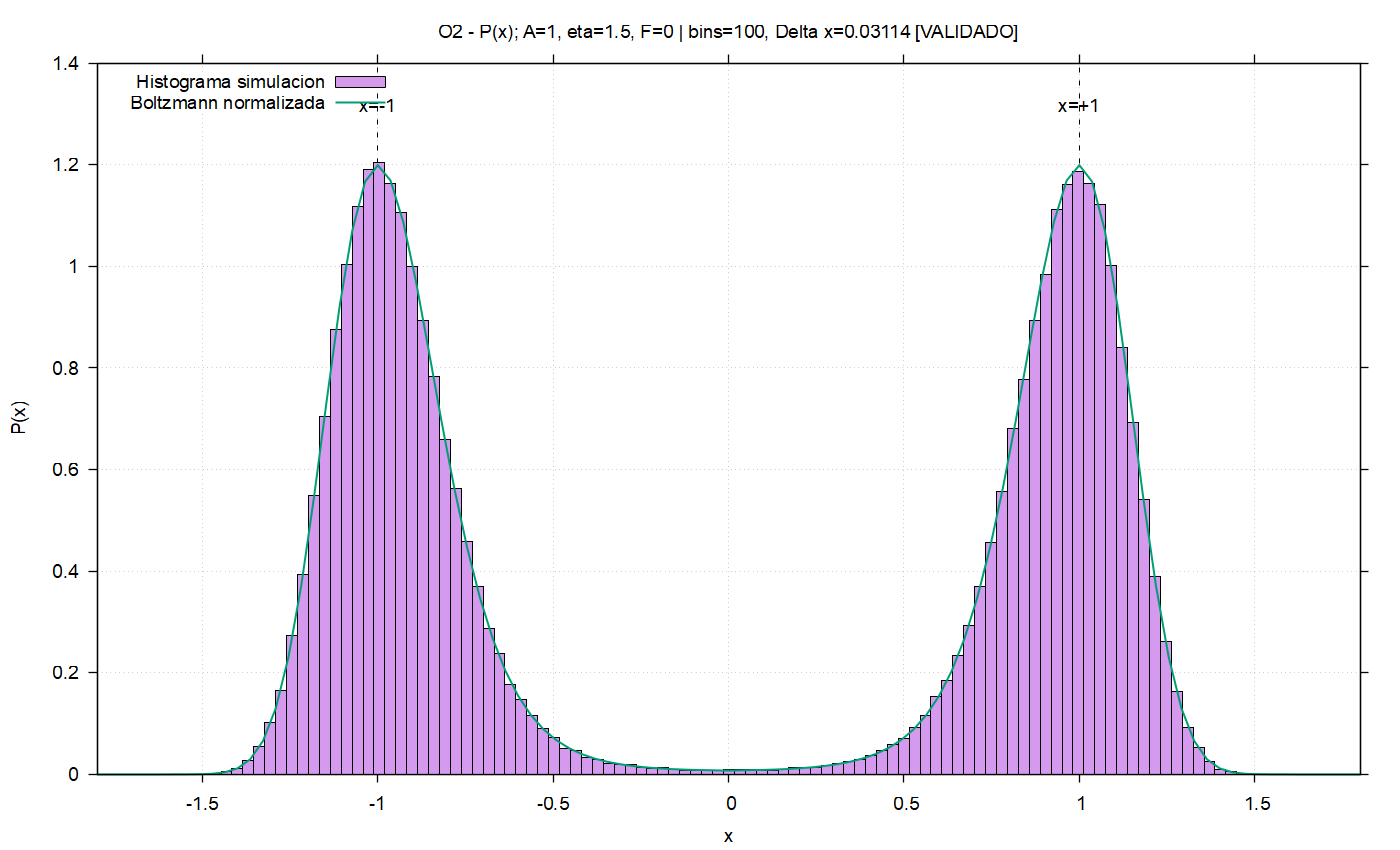 O2 - P(x); A=1, eta=1.5, F=0 | bins=100, Delta x=0.03114 [VALIDADO]
1.4
Histograma simulacion
Boltzmann normalizada
x=-1
x=+1
1.2
1
0.8
0.6
0.4
0.2
0
P(x)
-1.5
-1
-0.5
0
0.5
1
1.5
x